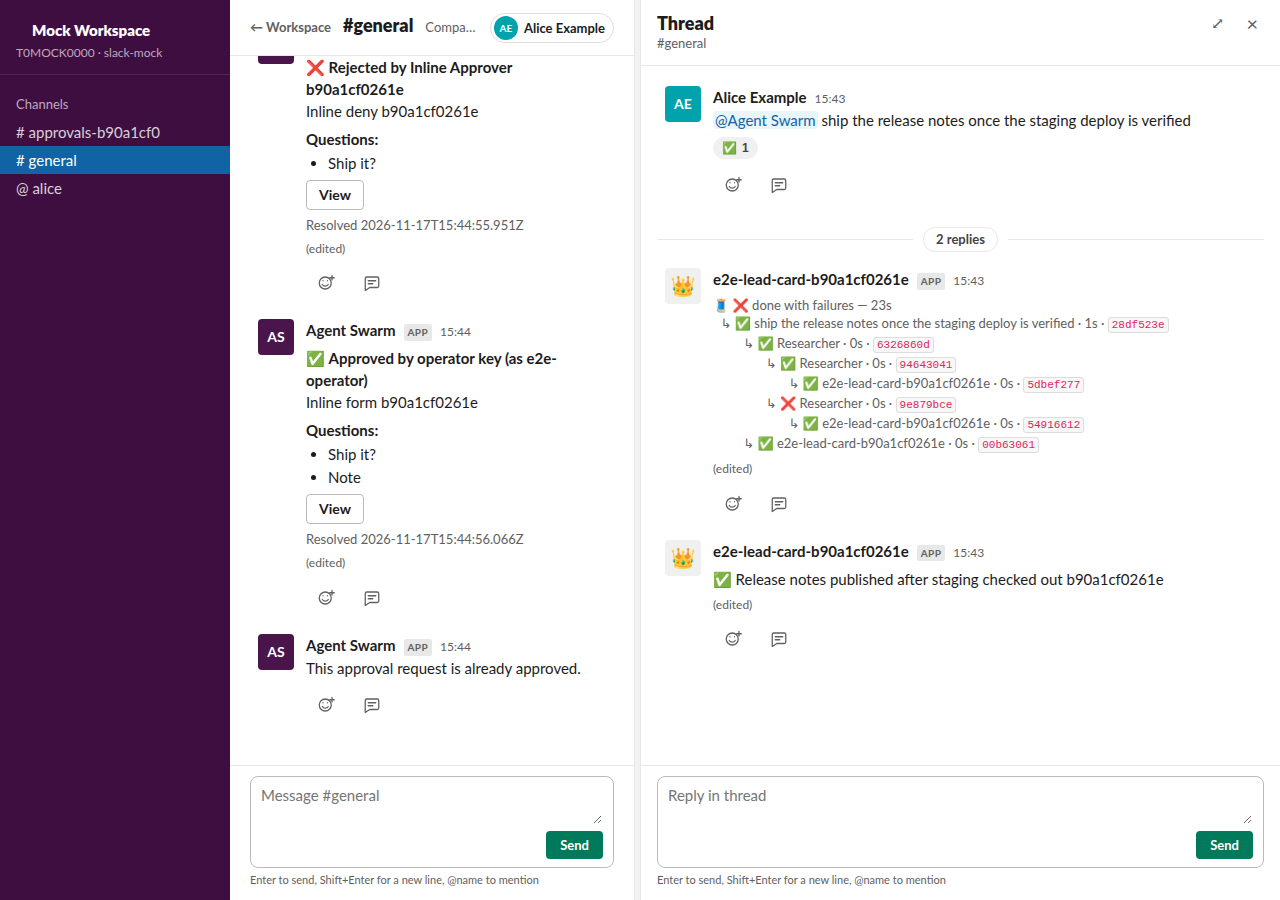 Mock Workspace
T0MOCK0000 · slack-mock
Channels
# approvals-b90a1cf0
# general
@ alice
← Workspace #general Compa... AE Alice Example
❌ Rejected by Inline Approver
b90a1cf0261e
Inline deny b90a1cf0261e
Questions:
• Ship it?
View
Resolved 2026-11-17T15:44:55.951Z
(edited)
AS Agent Swarm APP 15:44
✅ Approved by operator key (as e2e-
operator)
Inline form b90a1cf0261e
Questions:
• Ship it?
• Note
View
Resolved 2026-11-17T15:44:56.066Z
(edited)
AS Agent Swarm APP 15:44
This approval request is already approved.
Message #general
Send
Enter to send, Shift+Enter for a new line, @name to mention
Thread
#general
AE Alice Example 15:43
@Agent Swarm ship the release notes once the staging deploy is verified
✅ 1
2 replies
e2e-lead-card-b90a1cf0261e APP 15:43
🧵 ❌ done with failures — 23s
↳ ✅ ship the release notes once the staging deploy is verified · 1s · 28df523e
↳ ✅ Researcher · 0s · 6326860d
↳ ✅ Researcher · 0s · 94643041
↳ ✅ e2e-lead-card-b90a1cf0261e · 0s · 5dbef277
↳ ❌ Researcher · 0s · 9e879bce
↳ ✅ e2e-lead-card-b90a1cf0261e · 0s · 54916612
↳ ✅ e2e-lead-card-b90a1cf0261e · 0s · 00b63061
(edited)
e2e-lead-card-b90a1cf0261e APP 15:43
✅ Release notes published after staging checked out b90a1cf0261e
(edited)
Reply in thread
Send
Enter to send, Shift+Enter for a new line, @name to mention